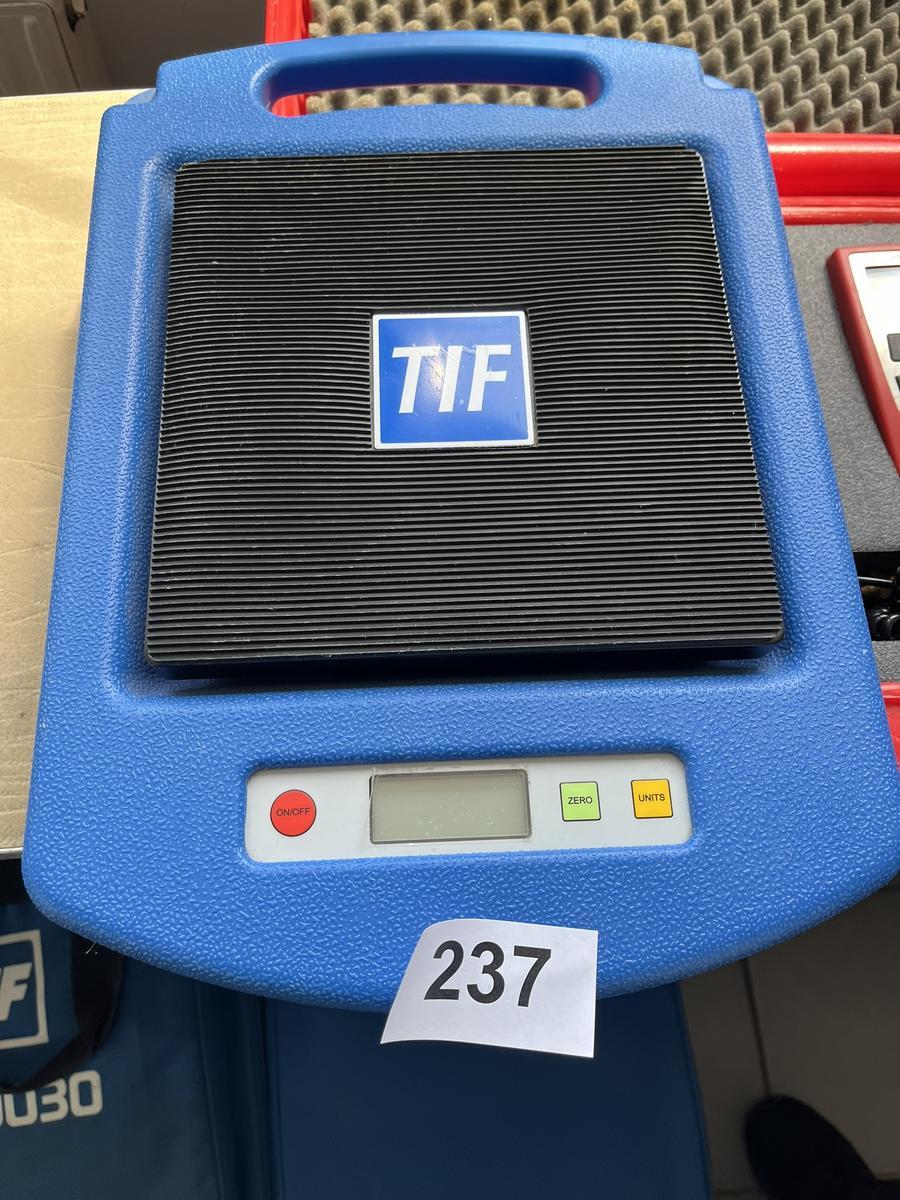 TIF
ON/OFF
ZERO
UNITS
237